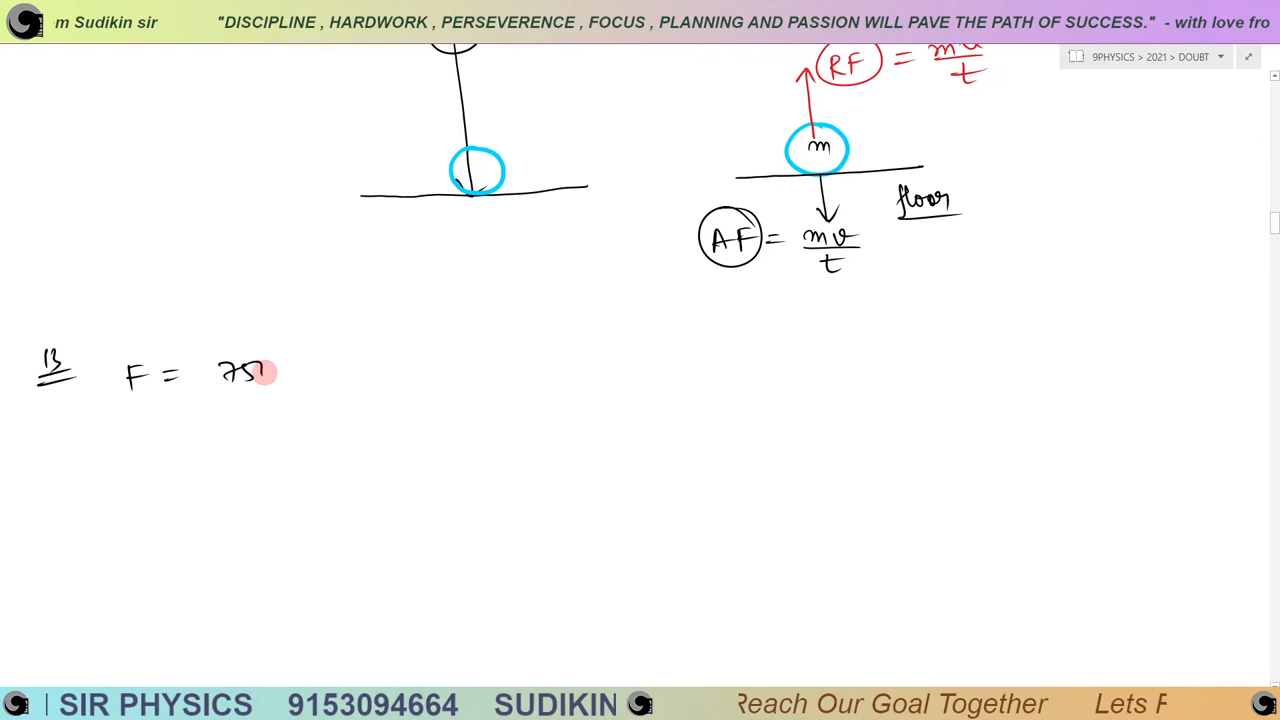 m Sudikin sir "DISCIPLINE , HARDWORK , PERSEVERENCE , FOCUS , PLANNING AND PASSION WILL PAVE THE PATH OF SUCCESS." - with love fro
9PHYSICS > 2021 > DOUBT
RF = mv/t
m
floor
AF = mv/t
13 F = 75
SIR PHYSICS 9153094664 SUDIKIN Reach Our Goal Together Lets